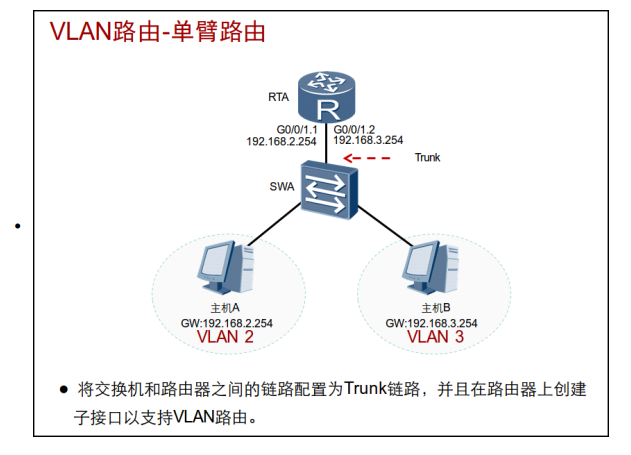 VLAN路由-单臂路由
RTA
R
G0/0/1.1
192.168.2.254
G0/0/1.2
192.168.3.254
Trunk
SWA
主机A
GW:192.168.2.254
VLAN 2
主机B
GW:192.168.3.254
VLAN 3
● 将交换机和路由器之间的链路配置为Trunk链路，并且在路由器上创建
子接口以支持VLAN路由。